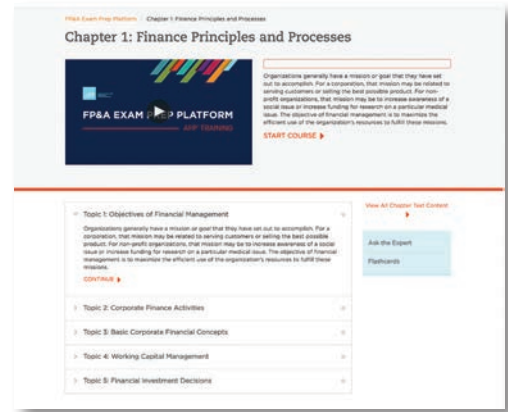 FP&A Exam Prep Platform / Chapter 1: Finance Principles and Processes
Chapter 1: Finance Principles and Processes
FP&A EXAM PREP PLATFORM
AFP TRAINING
Organizations generally have a mission or goal that they have set
out to accomplish. For a corporation, that mission may be related to
serving customers or selling the best possible product. For non-
profit organizations, that mission may be to increase awareness of a
social issue or increase funding for research on a particular medical
issue. The objective of financial management is to maximize the
efficient use of the organization's resources to fulfill these missions.
START COURSE
Topic 1: Objectives of Financial Management
Organizations generally have a mission or goal that they have set out to accomplish. For a
corporation, that mission may be related to serving customers or selling the best possible
product. For non-profit organizations, that mission may be to increase awareness of a social
issue or increase funding for research on a particular medical issue. The objective of financial
management is to maximize the efficient use of the organization's resources to fulfill these
missions.
CONTINUE
Topic 2: Corporate Finance Activities
Topic 3: Basic Corporate Financial Concepts
Topic 4: Working Capital Management
Topic 5: Financial Investment Decisions
View All Chapter Text Content
Ask the Expert
Flashcards